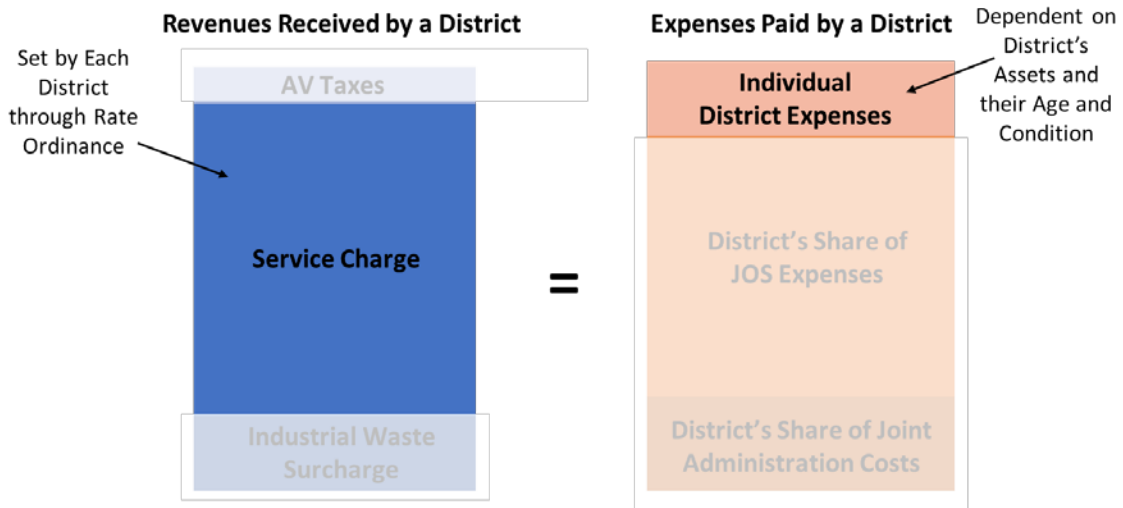 Revenues Received by a District
Set by Each
District
through Rate
Ordinance
AV Taxes
Service Charge
Industrial Waste
Surcharge
=
Expenses Paid by a District
Dependent on
District's
Assets and
their Age and
Condition
Individual
District Expenses
District's Share of
JOS Expenses
District's Share of Joint
Administration Costs